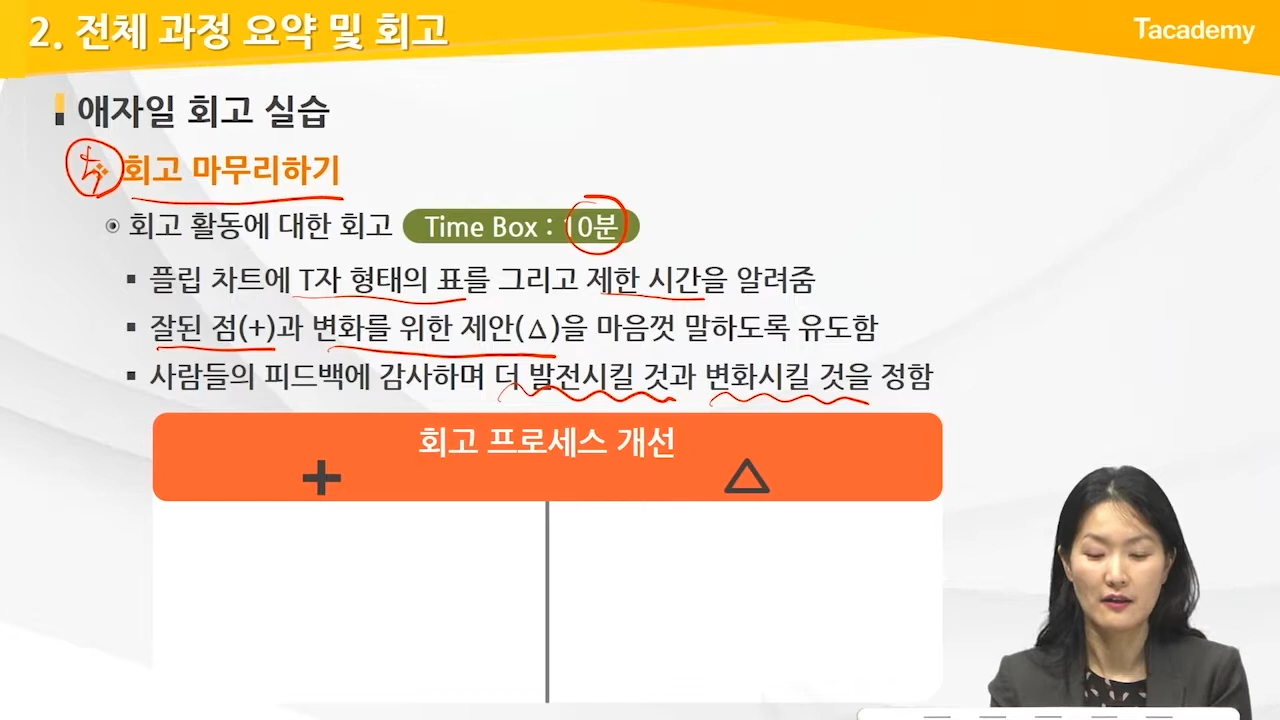 2. 전체 과정 요약 및 회고
Tacademy
애자일 회고 실습
회고 마무리하기
회고 활동에 대한 회고 Time Box : 10분
플립 차트에 T자 형태의 표를 그리고 제한 시간을 알려줌
잘된 점(+)과 변화를 위한 제안(△)을 마음껏 말하도록 유도함
사람들의 피드백에 감사하며 더 발전시킬 것과 변화시킬 것을 정함
회고 프로세스 개선
+ △